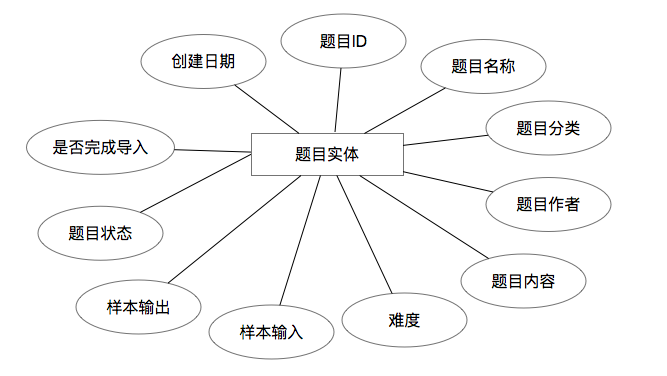 题目ID
创建日期
题目名称
题目分类
是否完成导入
题目实体
题目作者
题目状态
题目内容
样本输出
难度
样本输入